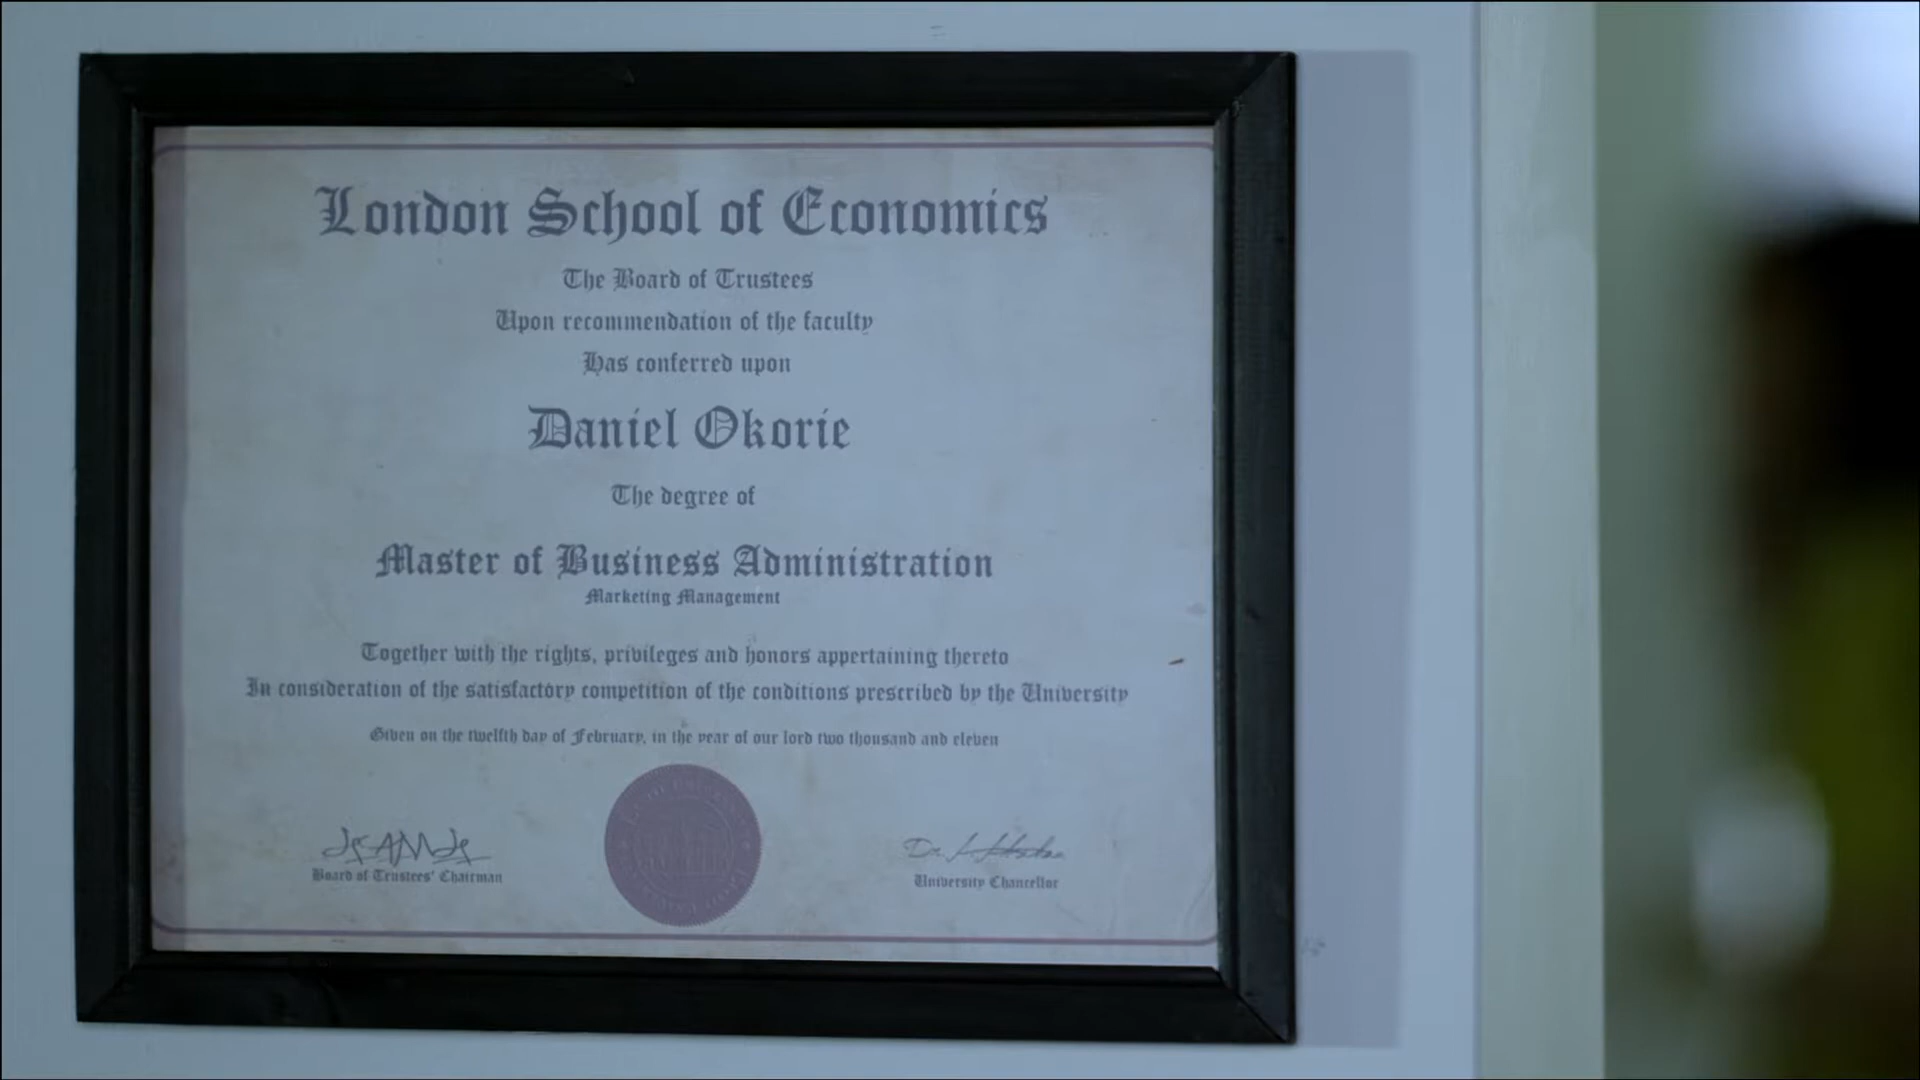 London School of Economics
The Board of Trustees
Upon recommendation of the faculty
Has conferred upon
Daniel Okorie
The degree of
Master of Business Administration
Marketing Management
Together with the rights, privileges and honors appertaining thereto
In consideration of the satisfactory competition of the conditions prescribed by the University
Given on the twelfth day of February, in the year of our lord two thousand and eleven
Board of Trustees' Chairman
University Chancellor